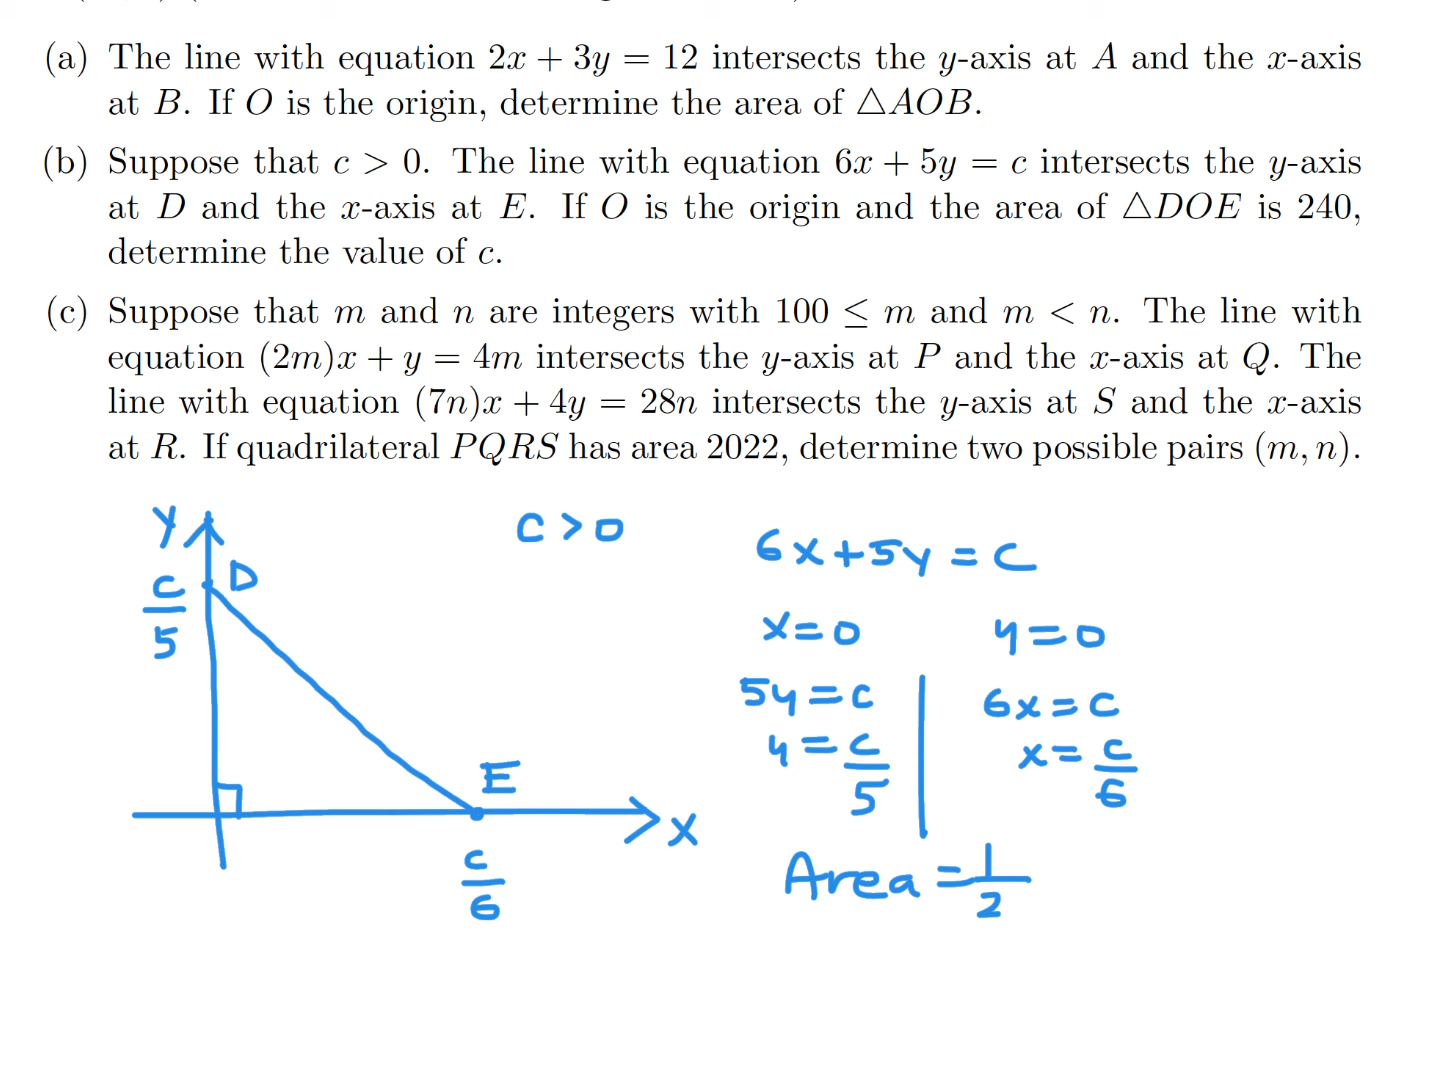 (a) The line with equation 2x + 3y = 12 intersects the y-axis at A and the x-axis
at B. If O is the origin, determine the area of △AOB.
(b) Suppose that c > 0. The line with equation 6x + 5y = c intersects the y-axis
at D and the x-axis at E. If O is the origin and the area of △DOE is 240,
determine the value of c.
(c) Suppose that m and n are integers with 100 ≤ m and m < n. The line with
equation (2m)x + y = 4m intersects the y-axis at P and the x-axis at Q. The
line with equation (7n)x + 4y = 28n intersects the y-axis at S and the x-axis
at R. If quadrilateral PQRS has area 2022, determine two possible pairs (m, n).
y
c/5
D
E
x
c/6
c > 0
6x+5y = c
x=0
y=0
5y=c
6x=c
y=c/5
x=c/6
Area = 1/2